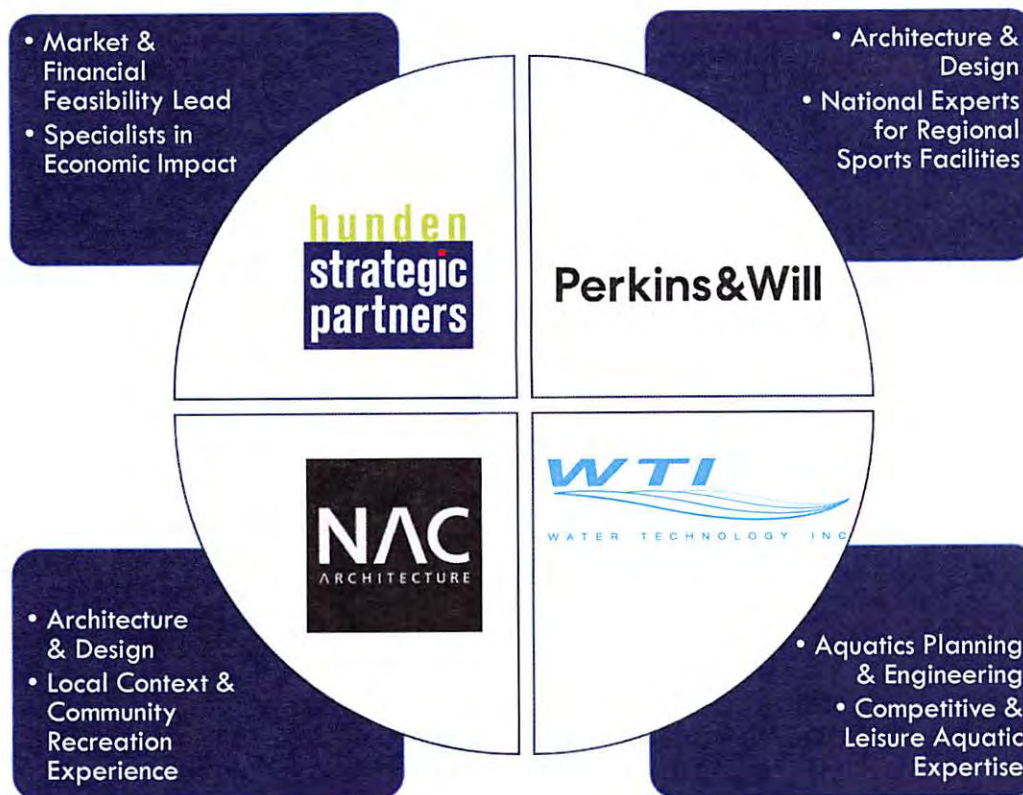 • Market &
Financial
Feasibility Lead
• Specialists in
Economic Impact
• Architecture &
Design
• National Experts
for Regional
Sports Facilities
hunden
strategic
partners
Perkins&Will
NAC
ARCHITECTURE
WTI
WATER TECHNOLOGY INC
• Architecture
& Design
• Local Context &
Community
Recreation
Experience
• Aquatics Planning
& Engineering
• Competitive &
Leisure Aquatic
Expertise